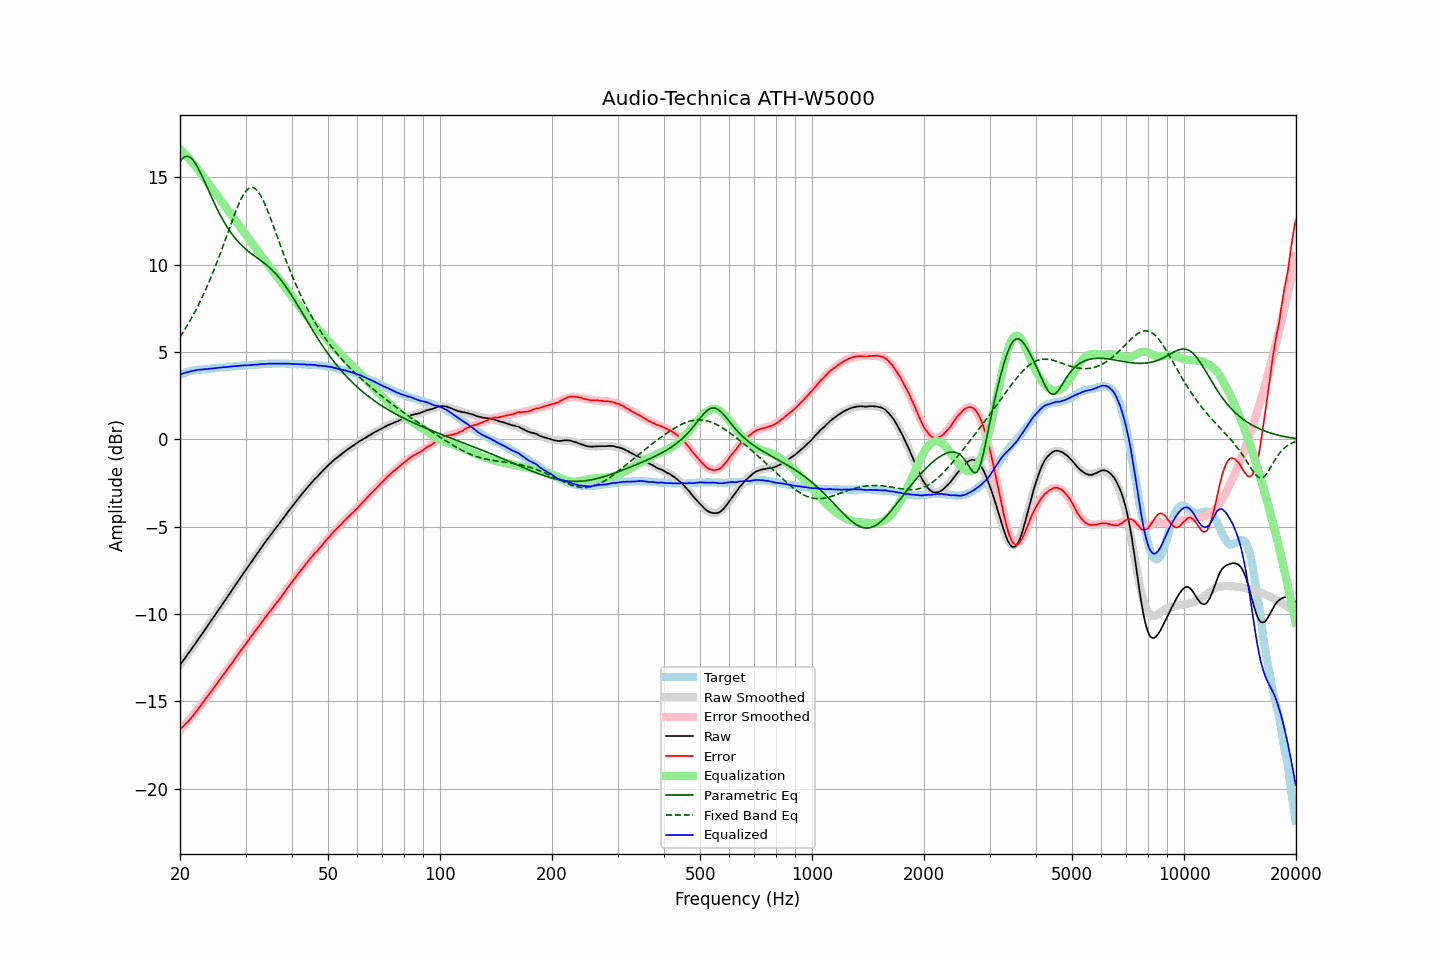 Audio-Technica ATH-W5000
Amplitude (dBr)
15
10
5
0
−5
−10
−15
−20
Target
Raw Smoothed
Error Smoothed
Raw
Error
Equalization
Parametric Eq
Fixed Band Eq
Equalized
20 50 100 200 500 1000 2000 5000 10000 20000
Frequency (Hz)